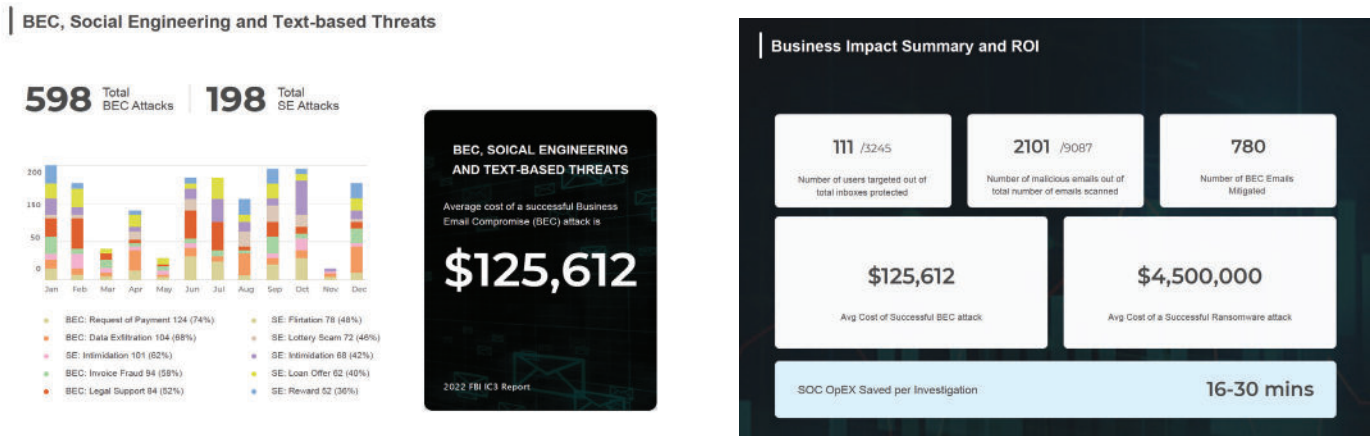 BEC, Social Engineering and Text-based Threats
598
Total
BEC Attacks
198
Total
SE Attacks
200
150
50
0
Jan
Feb
Mar
Apr
May
Jun
Jul
Aug
Sep
Oct
Nov
Dec
BEC: Request of Payment 124 (74%)
BEC: Data Exfiltration 104 (68%)
SE: Intimidation 101 (62%)
BEC: Invoice Fraud 94 (58%)
BEC: Legal Support 84 (52%)
SE: Flirtation 78 (48%)
SE: Lottery Scam 72 (46%)
SE: Intimidation 68 (42%)
SE: Loan Offer 62 (40%)
SE: Reward 52 (36%)
BEC, SOICAL ENGINEERING
AND TEXT-BASED THREATS
Average cost of a successful Business
Email Compromise (BEC) attack is
$125,612
2022 FBI IC3 Report
Business Impact Summary and ROI
111 /3245
Number of users targeted out of
total inboxes protected
2101 /9087
Number of malicious emails out of
total number of emails scanned
780
Number of BEC Emails
Mitigated
$125,612
Avg Cost of Successful BEC attack
$4,500,000
Avg Cost of a Successful Ransomware attack
SOC OpEX Saved per Investigation
16-30 mins